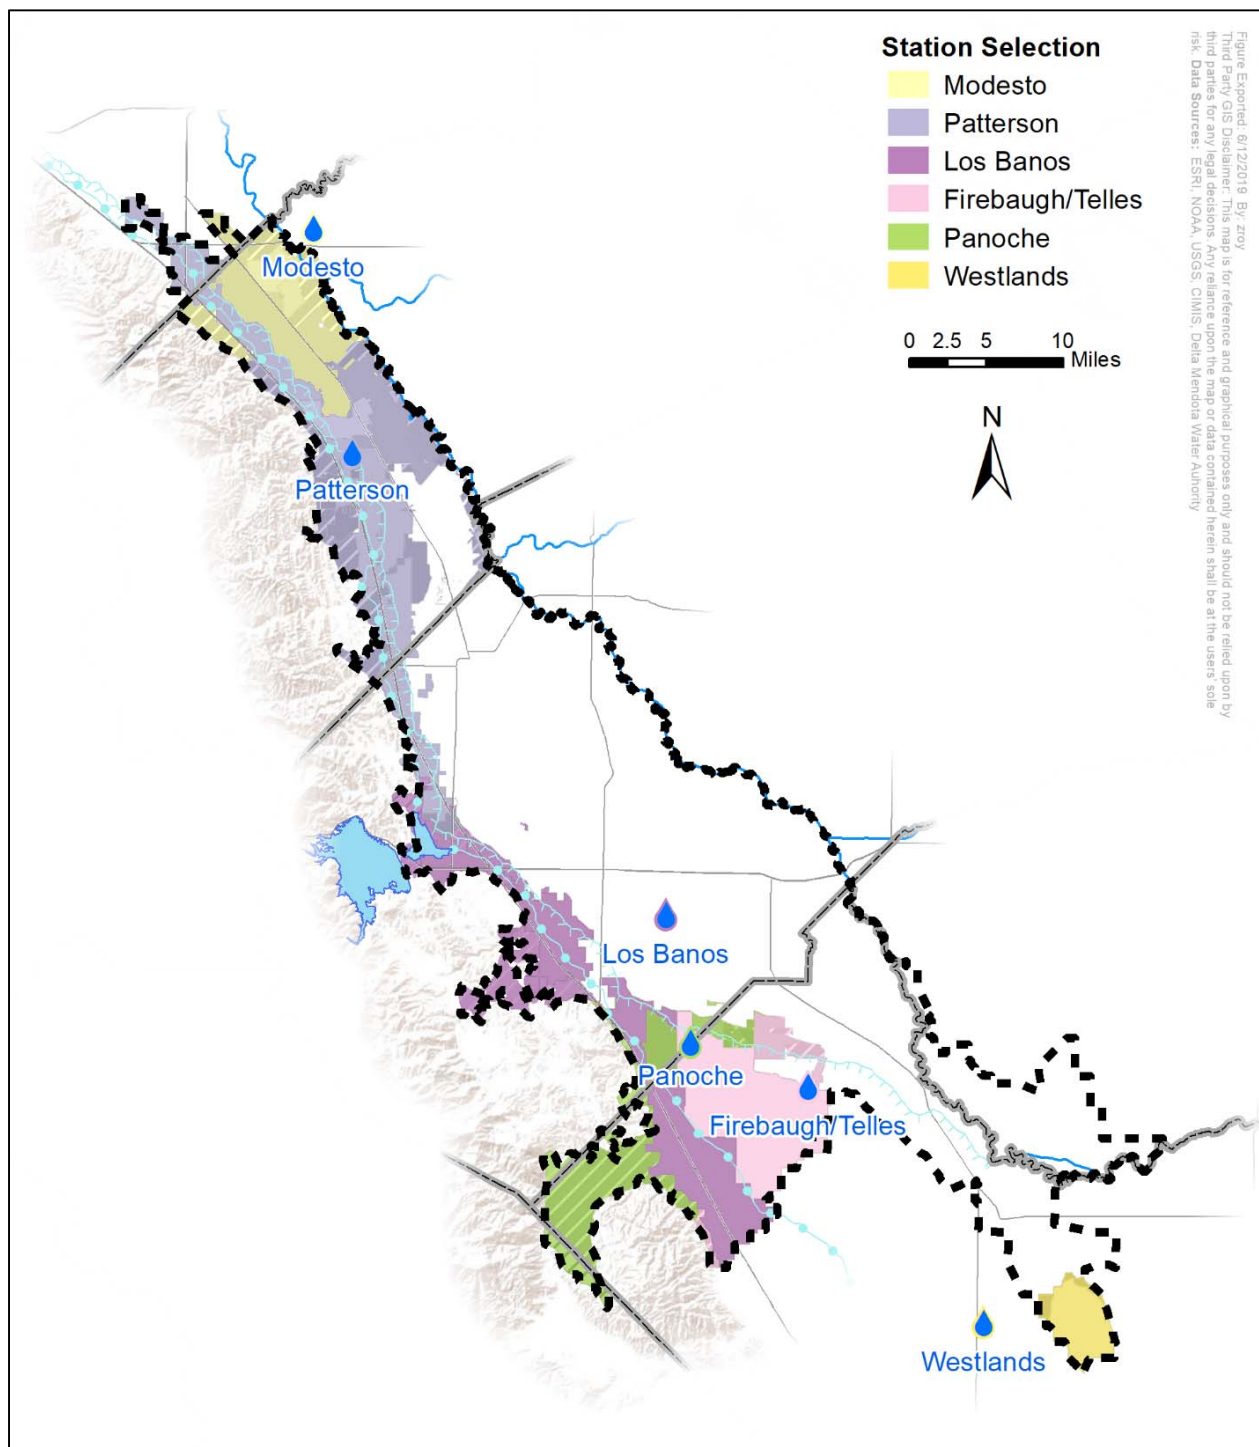 Station Selection
Modesto
Patterson
Los Banos
Firebaugh/Telles
Panoche
Westlands
0 2.5 5 10
Miles
N
Figure Exported: 6/12/2019 By: zroy
Third Party GIS Disclaimer: This map is for reference and graphical purposes only and should not be relied upon by
third parties for any legal decisions. Any reliance upon the map or data contained herein shall be at the users' sole
risk. Data Sources: ESRI, NOAA, USGS, CIMIS, Delta Mendota Water Auhority
Modesto
Patterson
Los Banos
Panoche
Firebaugh/Telles
Westlands